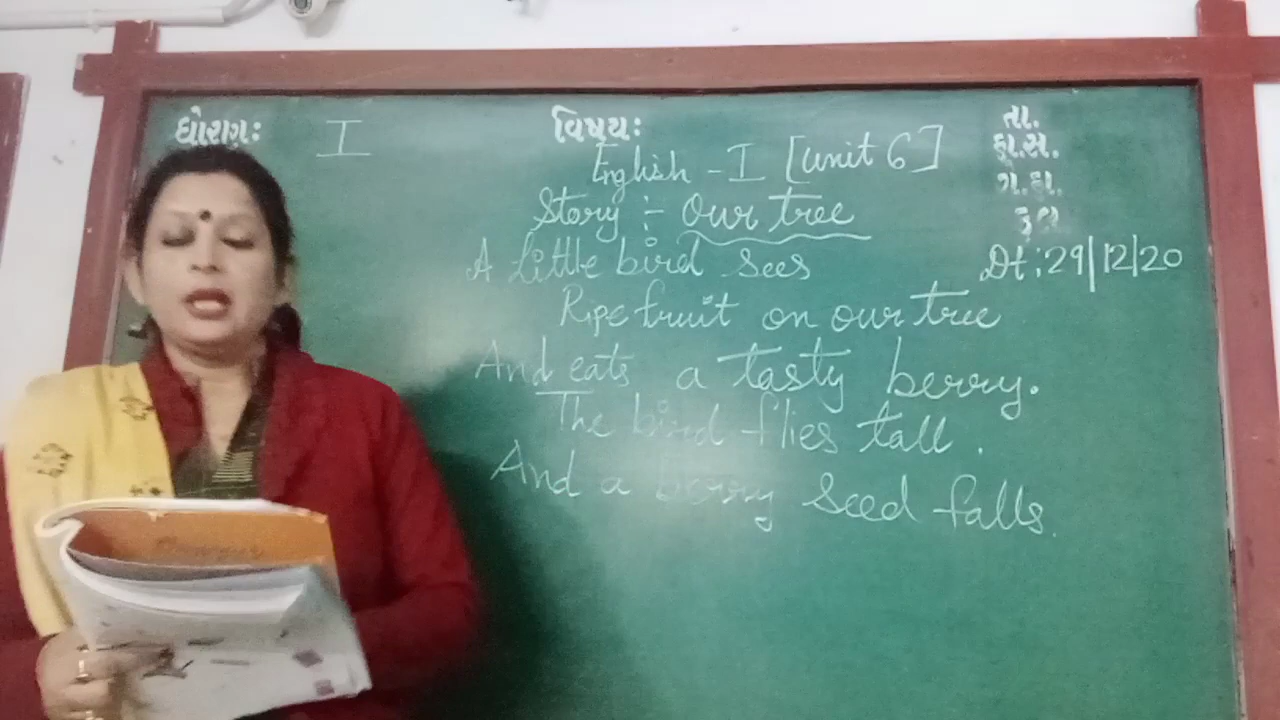 ધોરણ: I
વિષય:
English - I [Unit 6]
તા.
Story :- Our tree
A little bird sees
Dt: 29/12/20
Ripe fruit on our tree
And eats a tasty berry.
The bird flies tall.
And a berry seed falls.